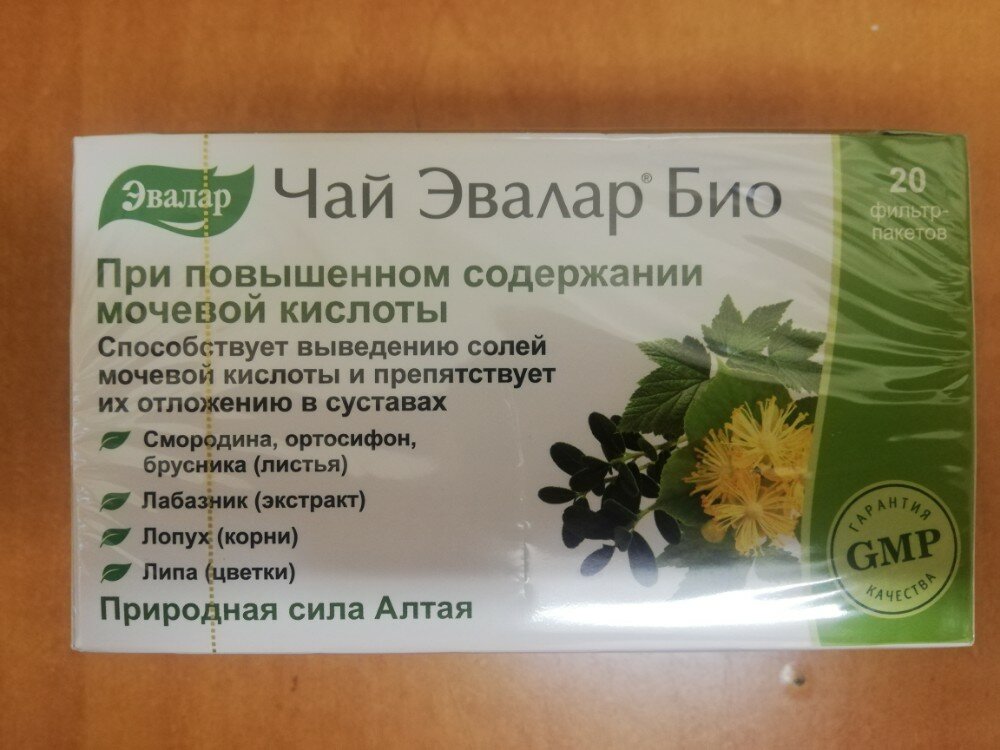 Эвалар
Чай Эвалар® Био
20
фильтр-
пакетов
При повышенном содержании
мочевой кислоты
Способствует выведению солей
мочевой кислоты и препятствует
их отложению в суставах
Смородина, ортосифон,
брусника (листья)
Лабазник (экстракт)
Лопух (корни)
Липа (цветки)
Природная сила Алтая
ГАРАНТИЯ
GMP
КАЧЕСТВА